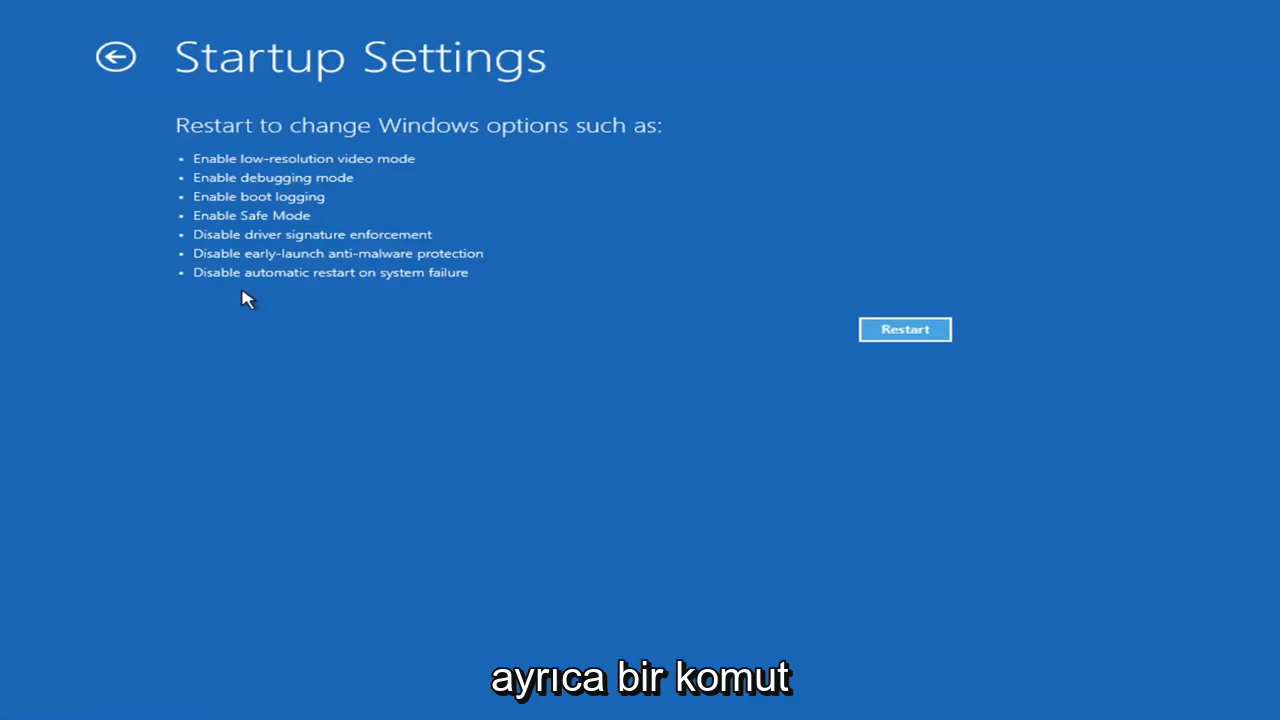 Startup Settings
Restart to change Windows options such as:
• Enable low-resolution video mode
• Enable debugging mode
• Enable boot logging
• Enable Safe Mode
• Disable driver signature enforcement
• Disable early-launch anti-malware protection
• Disable automatic restart on system failure
Restart
ayrıca bir komut